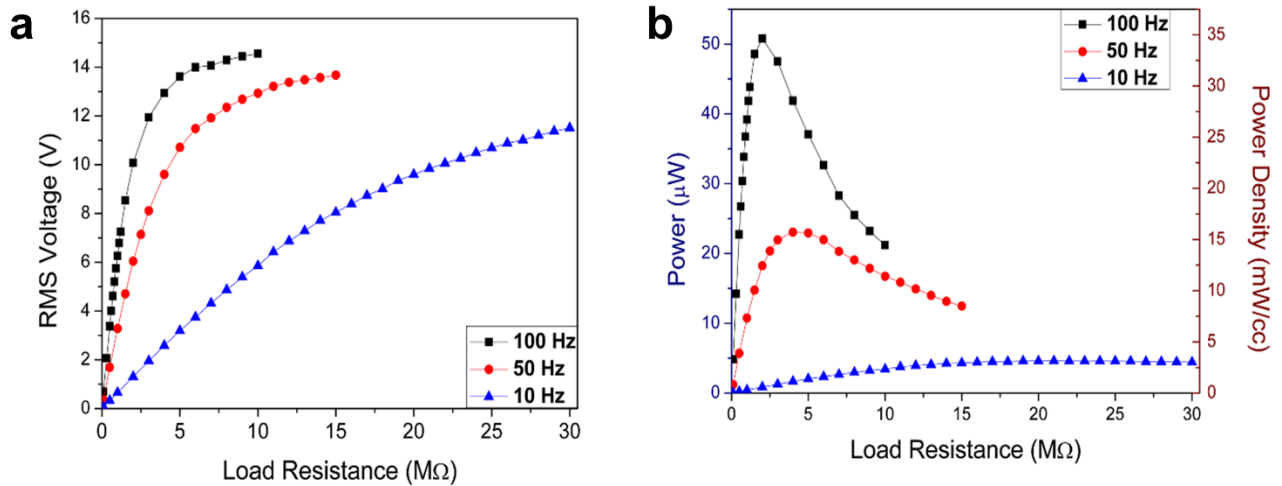 a
RMS Voltage (V)
16
14
12
10
8
6
4
2
0
0 5 10 15 20 25 30
Load Resistance (MΩ)
100 Hz
50 Hz
10 Hz
b
Power (μW)
50
40
30
20
10
0
0 5 10 15 20 25 30
Load Resistance (MΩ)
100 Hz
50 Hz
10 Hz
35
30
25
20
15
10
5
0
Power Density (mW/cc)